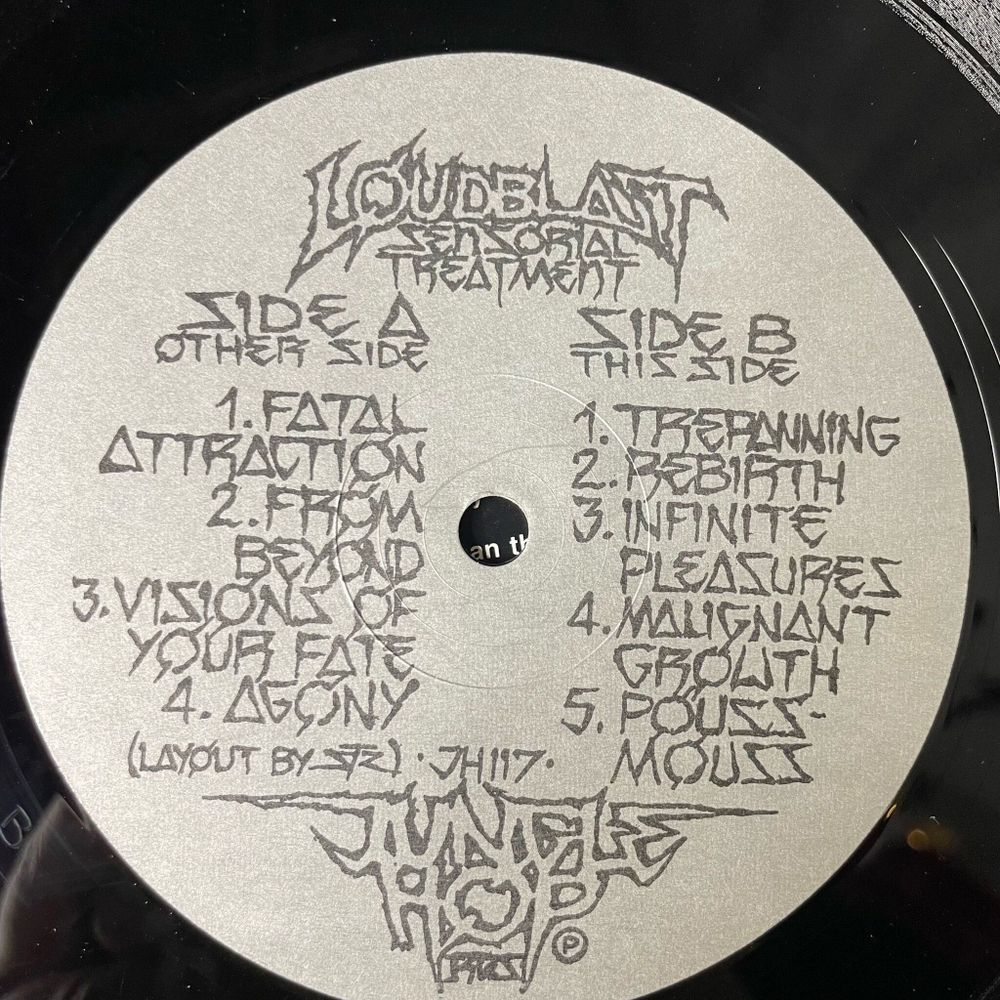 LOUDBLAST
SENSORIAL
TREATMENT
SIDE A
OTHER SIDE
1. FATAL
ATTRACTION
2. FROM
BEYOND
3. VISIONS OF
YOUR FATE
4. AGONY
SIDE B
THIS SIDE
1. TREPANNING
2. REBIRTH
3. INFINITE
PLEASURES
4. MALIGNANT
GROWTH
5. POUSS-
MOUSS
(LAYOUT BY STZ) · JH117 ·
JUNGLE
HOP
℗
an th
B